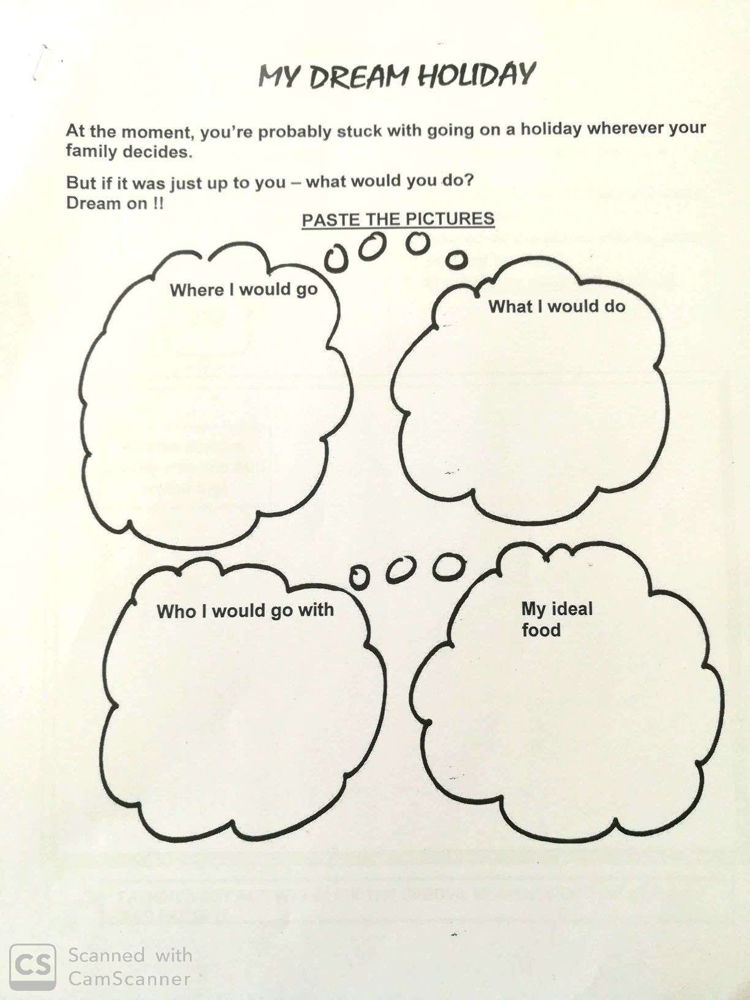 MY DREAM HOLIDAY
At the moment, you're probably stuck with going on a holiday wherever your
family decides.
But if it was just up to you – what would you do?
Dream on !!
PASTE THE PICTURES
Where I would go
What I would do
Who I would go with
My ideal
food
CS
Scanned with
CamScanner